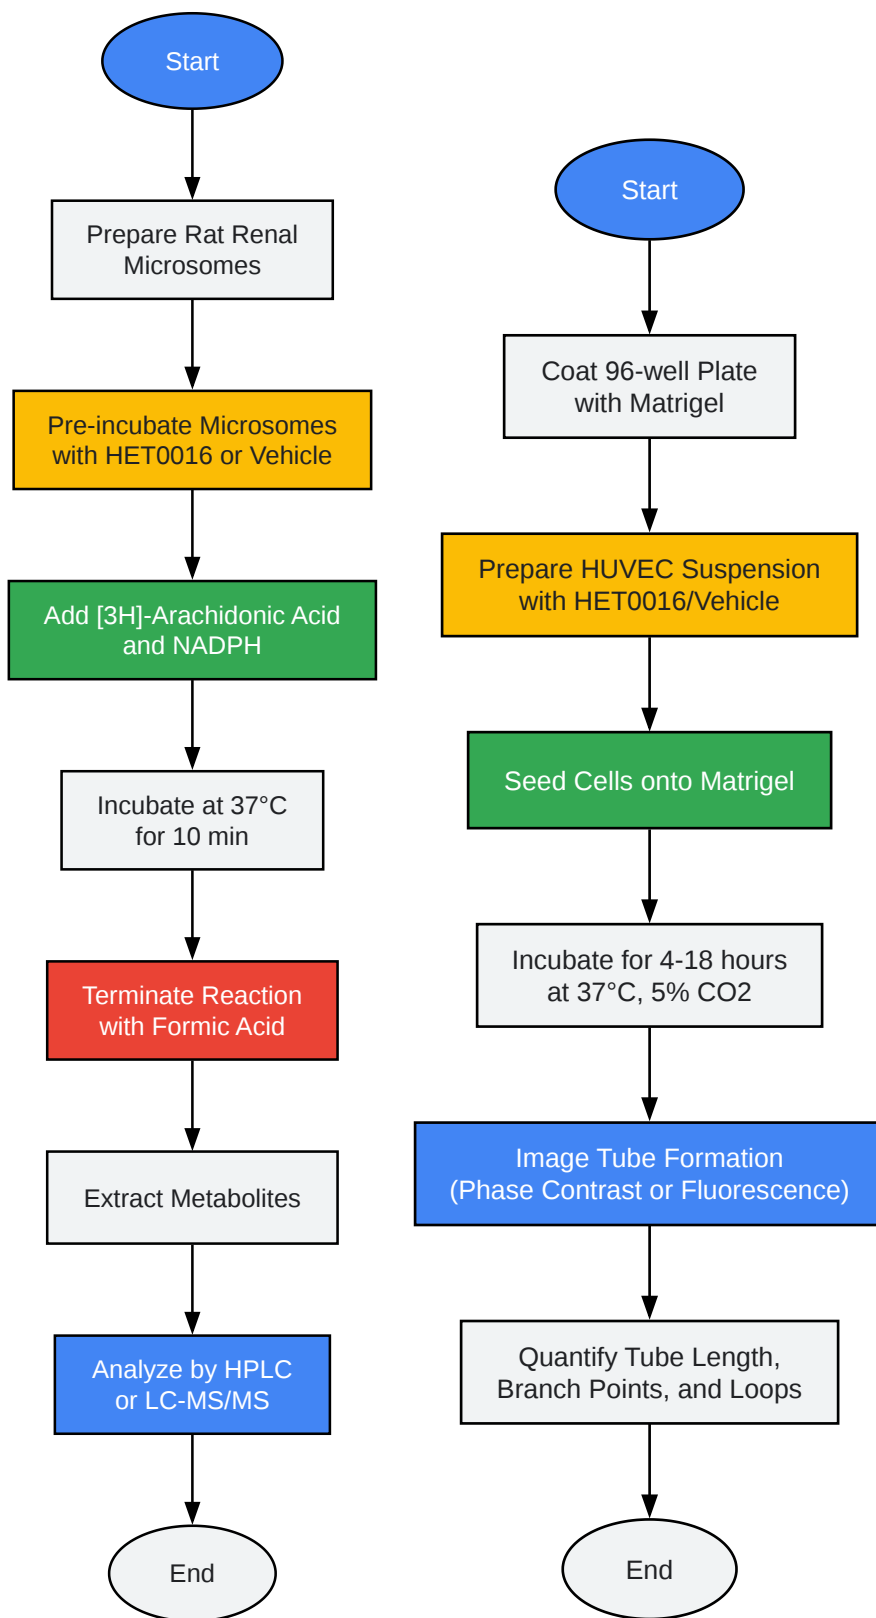 Start
Prepare Rat Renal
Microsomes
Pre-incubate Microsomes
with HET0016 or Vehicle
Add [3H]-Arachidonic Acid
and NADPH
Incubate at 37°C
for 10 min
Terminate Reaction
with Formic Acid
Extract Metabolites
Analyze by HPLC
or LC-MS/MS
End
Start
Coat 96-well Plate
with Matrigel
Prepare HUVEC Suspension
with HET0016/Vehicle
Seed Cells onto Matrigel
Incubate for 4-18 hours
at 37°C, 5% CO2
Image Tube Formation
(Phase Contrast or Fluorescence)
Quantify Tube Length,
Branch Points, and Loops
End